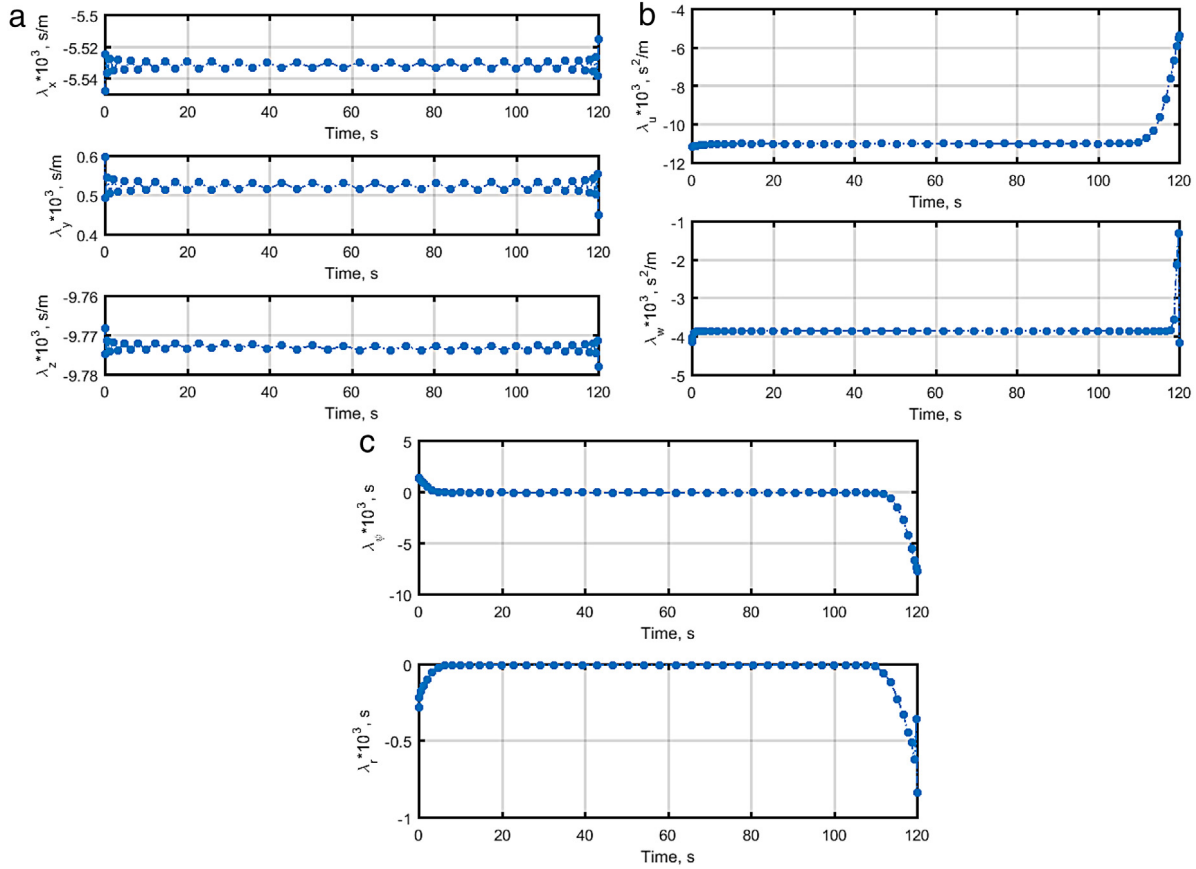 a
-5.5
-5.52
-5.54
λx*10³, s/m
0 20 40 60 80 100 120
Time, s
0.6
0.5
0.4
λy*10³, s/m
0 20 40 60 80 100 120
Time, s
-9.76
-9.77
-9.78
λz*10³, s/m
0 20 40 60 80 100 120
Time, s
b
-4
-6
-8
-10
-12
λu*10³, s²/m
0 20 40 60 80 100 120
Time, s
-1
-2
-3
-4
-5
λw*10³, s²/m
0 20 40 60 80 100 120
Time, s
c
5
0
-5
-10
λψ*10³, s
0 20 40 60 80 100 120
Time, s
0
-0.5
-1
λr*10³, s
0 20 40 60 80 100 120
Time, s